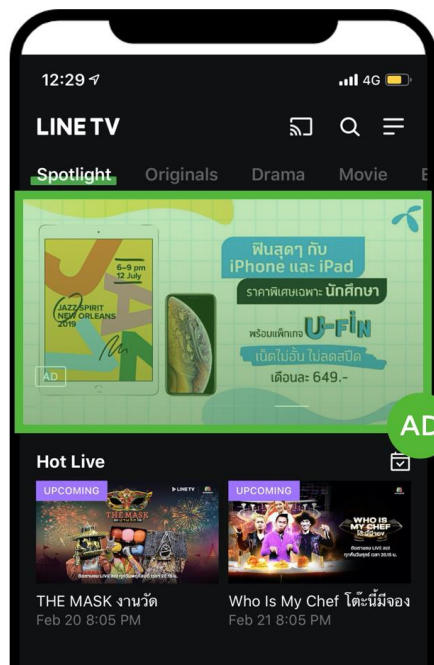 12:29
4G
LINE TV
Spotlight Originals Drama Movie
6–9 pm
12 July
JAZZ SPIRIT
NEW ORLEANS
2019
ฟินสุดๆ กับ
iPhone และ iPad
ราคาพิเศษเฉพาะ นักศึกษา
พร้อมแพ็กเกจ U-FiN
เน็ตไม่อั้น ไม่ลดสปีด
เดือนละ 649.-
AD
AD
Hot Live
UPCOMING
LINE TV
THE MASK
UPCOMING
WHO IS
MY CHEF
THE MASK งานวัด
Feb 20 8:05 PM
Who Is My Chef โต๊ะนี้มีจอง
Feb 21 8:05 PM